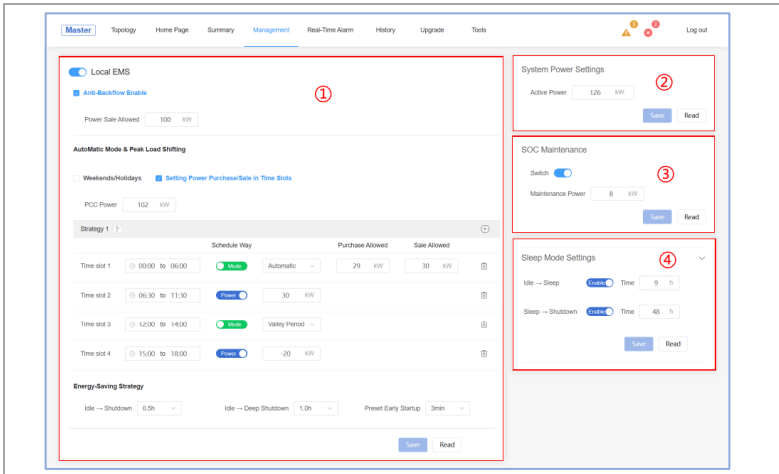 Master Topology Home Page Summary Management Real-Time Alarm History Upgrade Tools Log out
Local EMS
①
Anti-Backflow Enable
Power Sale Allowed 100 kW
AutoMatic Mode & Peak Load Shifting
Weekends/Holidays Setting Power Purchase/Sale in Time Slots
PCC Power 102 kW
Strategy 1
Schedule Way Purchase Allowed Sale Allowed
Time slot 1 00:00 to 06:00 Mode Automatic 29 kW 30 kW
Time slot 2 06:30 to 11:30 Power 30 kW
Time slot 3 12:00 to 14:00 Mode Valley Period
Time slot 4 15:00 to 18:00 Power -20 kW
Energy-Saving Strategy
Idle → Shutdown 0.5h Idle → Deep Shutdown 1.0h Preset Early Startup 3min
Save Read
System Power Settings
②
Active Power 126 kW
Save Read
SOC Maintenance
③
Switch
Maintenance Power 8 kW
Save Read
Sleep Mode Settings
④
Idle → Sleep Enable Time 9 h
Sleep → Shutdown Enable Time 48 h
Save Read